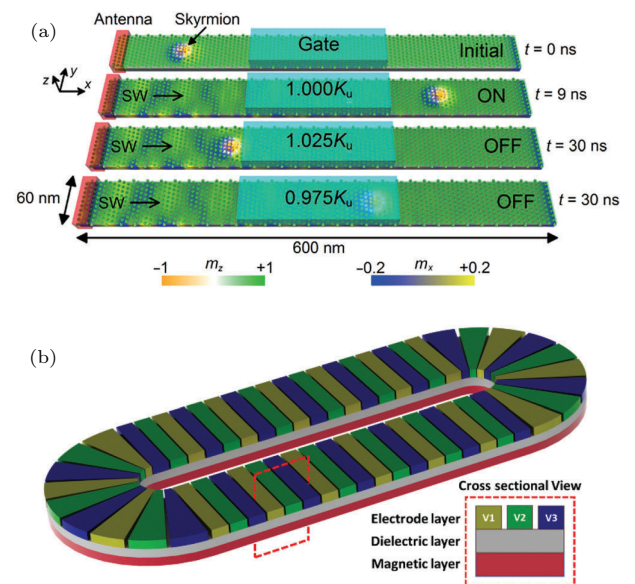 (a)
Antenna
Skyrmion
Gate
Initial
t = 0 ns
z
y
x
SW
1.000Ku
ON
t = 9 ns
SW
1.025Ku
OFF
t = 30 ns
60 nm
SW
0.975Ku
OFF
t = 30 ns
600 nm
−1
mz
+1
−0.2
mx
+0.2
(b)
Cross sectional View
Electrode layer
V1 V2 V3
Dielectric layer
Magnetic layer